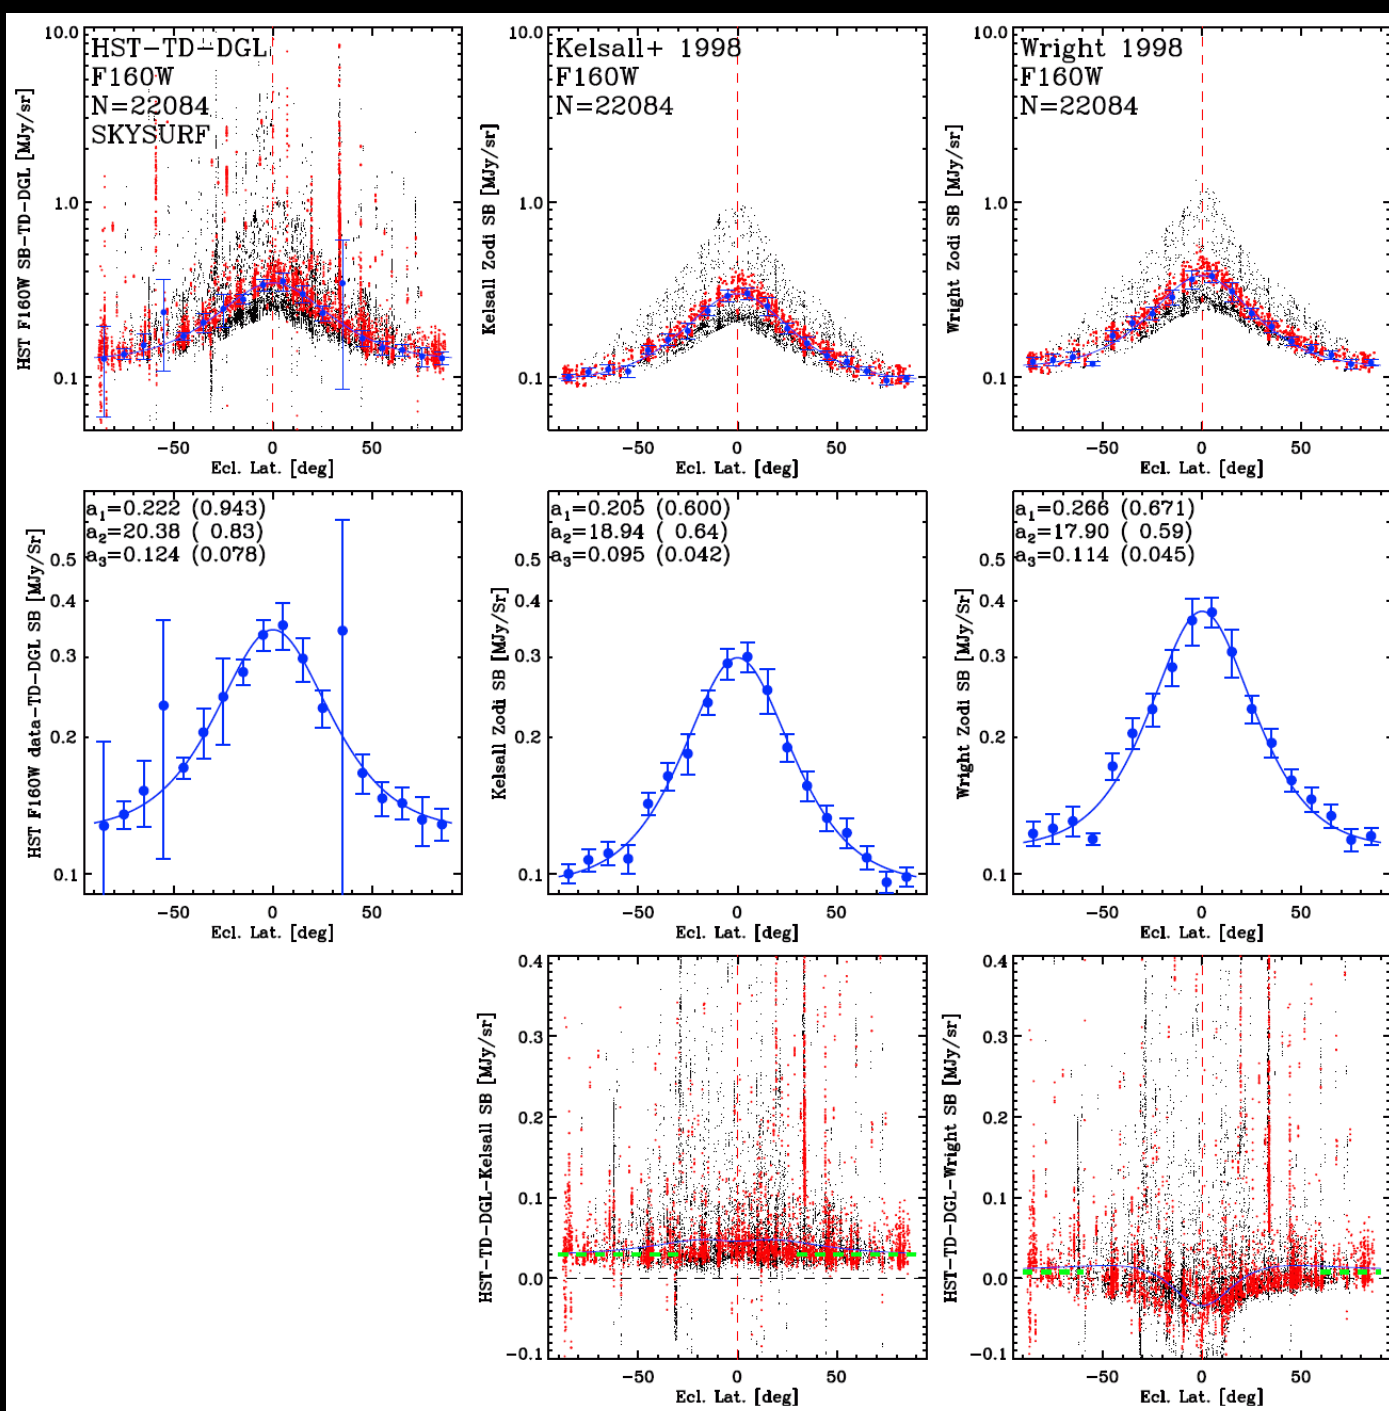 HST-TD-DGL
F160W
N=22084
SKYSURF
HST F160W SB-TD-DGL [MJy/sr]
10.0
1.0
0.1
-50 0 50
Ecl. Lat. [deg]
Kelsall+ 1998
F160W
N=22084
Kelsall Zodi SB [MJy/sr]
10.0
1.0
0.1
-50 0 50
Ecl. Lat. [deg]
Wright 1998
F160W
N=22084
Wright Zodi SB [MJy/sr]
10.0
1.0
0.1
-50 0 50
Ecl. Lat. [deg]
a1=0.222 (0.943)
a2=20.38 ( 0.83)
a3=0.124 (0.078)
HST F160W data-TD-DGL SB [MJy/Sr]
0.5
0.4
0.3
0.2
0.1
-50 0 50
Ecl. Lat. [deg]
a1=0.205 (0.600)
a2=18.94 ( 0.64)
a3=0.095 (0.042)
Kelsall Zodi SB [MJy/Sr]
0.5
0.4
0.3
0.2
0.1
-50 0 50
Ecl. Lat. [deg]
a1=0.266 (0.671)
a2=17.90 ( 0.59)
a3=0.114 (0.045)
Wright Zodi SB [MJy/Sr]
0.5
0.4
0.3
0.2
0.1
-50 0 50
Ecl. Lat. [deg]
HST-TD-DGL-Kelsall SB [MJy/sr]
0.4
0.3
0.2
0.1
0.0
-0.1
-50 0 50
Ecl. Lat. [deg]
HST-TD-DGL-Wright SB [MJy/sr]
0.4
0.3
0.2
0.1
0.0
-0.1
-50 0 50
Ecl. Lat. [deg]